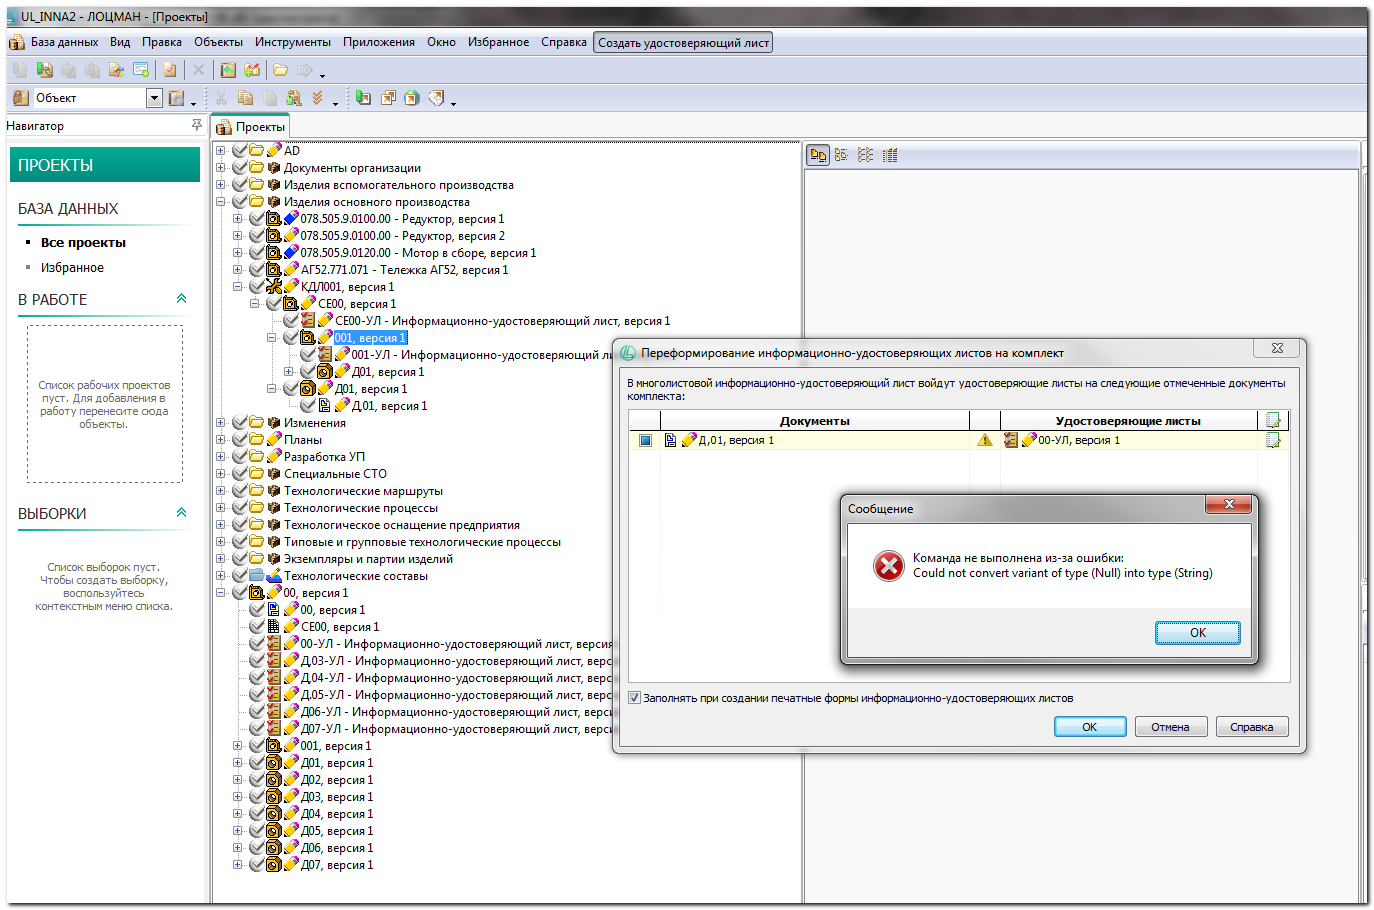 UL_INNA2 - ЛОЦМАН - [Проекты]
База данных Вид Правка Объекты Инструменты Приложения Окно Избранное Справка Создать удостоверяющий лист
Объект
Навигатор
Проекты
ПРОЕКТЫ
БАЗА ДАННЫХ
Все проекты
Избранное
В РАБОТЕ
Список рабочих проектов
пуст. Для добавления в
работу перенесите сюда
объекты.
ВЫБОРКИ
Список выборок пуст.
Чтобы создать выборку,
воспользуйтесь
контекстным меню списка.
AD
Документы организации
Изделия вспомогательного производства
Изделия основного производства
078.505.9.0100.00 - Редуктор, версия 1
078.505.9.0100.00 - Редуктор, версия 2
078.505.9.0120.00 - Мотор в сборе, версия 1
АГ52.771.071 - Тележка АГ52, версия 1
КДЛ001, версия 1
СЕ00, версия 1
СЕ00-УЛ - Информационно-удостоверяющий лист, версия 1
001, версия 1
001-УЛ - Информационно-удостоверяющий ли
Д01, версия 1
Д01, версия 1
Д,01, версия 1
Изменения
Планы
Разработка УП
Специальные СТО
Технологические маршруты
Технологические процессы
Технологическое оснащение предприятия
Типовые и групповые технологические процессы
Экземпляры и партии изделий
Технологические составы
00, версия 1
00, версия 1
СЕ00, версия 1
00-УЛ - Информационно-удостоверяющий лист, верси
Д,03-УЛ - Информационно-удостоверяющий лист, верс
Д,04-УЛ - Информационно-удостоверяющий лист, верс
Д,05-УЛ - Информационно-удостоверяющий лист, верс
Д06-УЛ - Информационно-удостоверяющий лист, верси
Д07-УЛ - Информационно-удостоверяющий лист, верси
001, версия 1
Д01, версия 1
Д02, версия 1
Д03, версия 1
Д04, версия 1
Д05, версия 1
Д06, версия 1
Д07, версия 1
Переформирование информационно-удостоверяющих листов на комплект
В многолистовой информационно-удостоверяющий лист войдут удостоверяющие листы на следующие отмеченные документы
комплекта:
Документы Удостоверяющие листы
Д,01, версия 1 00-УЛ, версия 1
Сообщение
Команда не выполнена из-за ошибки:
Could not convert variant of type (Null) into type (String)
OK
Заполнять при создании печатные формы информационно-удостоверяющих листов
OK Отмена Справка